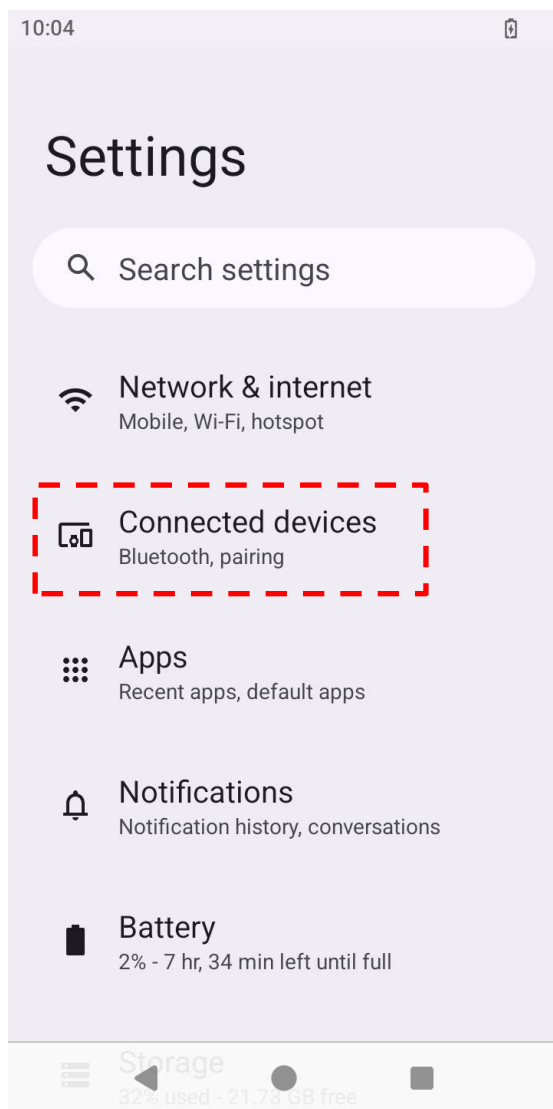 10:04
Settings
Search settings
Network & internet
Mobile, Wi-Fi, hotspot
Connected devices
Bluetooth, pairing
Apps
Recent apps, default apps
Notifications
Notification history, conversations
Battery
2% - 7 hr, 34 min left until full
Storage
32% used - 21.73 GB free